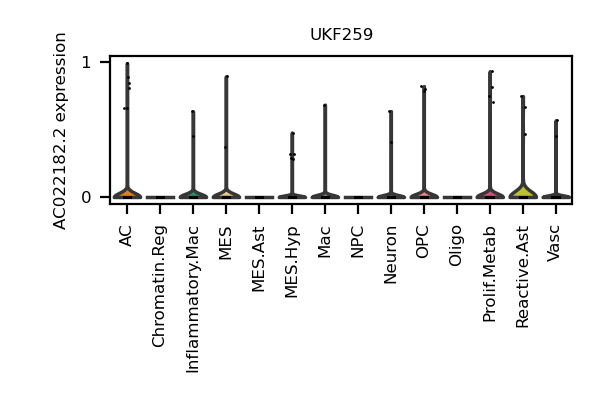 UKF259
AC022182.2 expression
1
0
AC
Chromatin.Reg
Inflammatory.Mac
MES
MES.Ast
MES.Hyp
Mac
NPC
Neuron
OPC
Oligo
Prolif.Metab
Reactive.Ast
Vasc